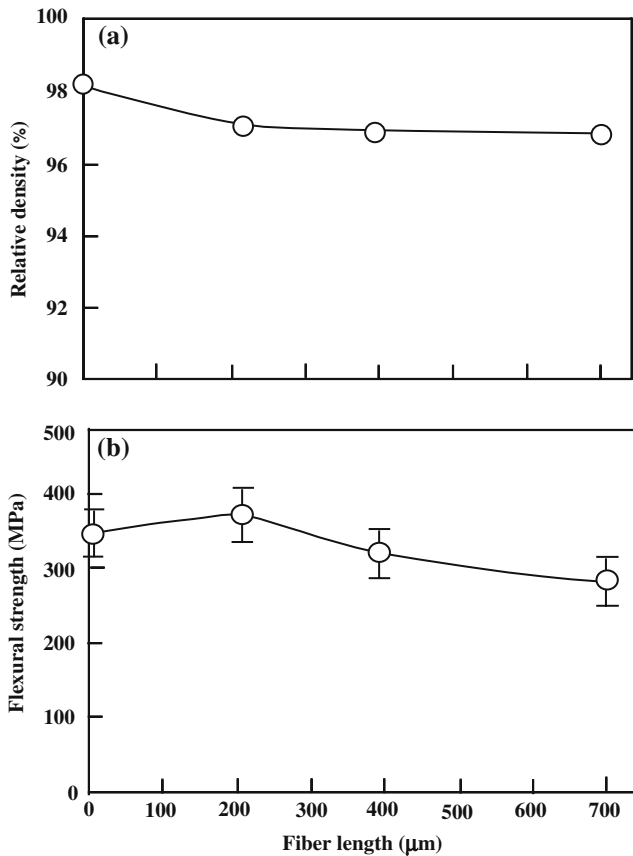 100
(a)
98
96
94
92
90
Relative density (%)
500
(b)
400
300
200
100
0
Flexural strength (MPa)
0 100 200 300 400 500 600 700
Fiber length (μm)